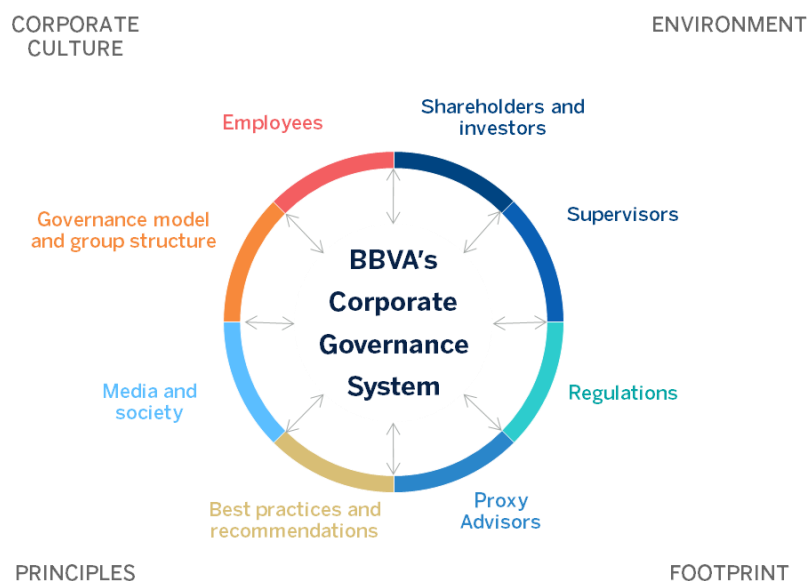 CORPORATE
CULTURE
ENVIRONMENT
Shareholders and
investors
Employees
Supervisors
Governance model
and group structure
BBVA's
Corporate
Governance
System
Media and
society
Regulations
Best practices and
recommendations
Proxy
Advisors
PRINCIPLES
FOOTPRINT